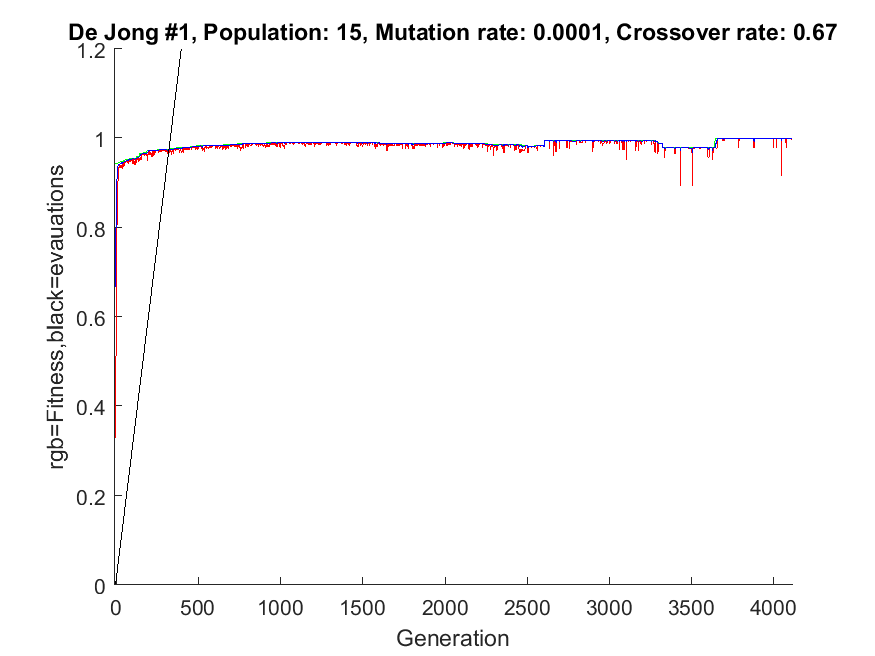 De Jong #1, Population: 15, Mutation rate: 0.0001, Crossover rate: 0.67
1.2
1
0.8
0.6
0.4
0.2
0
rgb=Fitness,black=evauations
0 500 1000 1500 2000 2500 3000 3500 4000
Generation